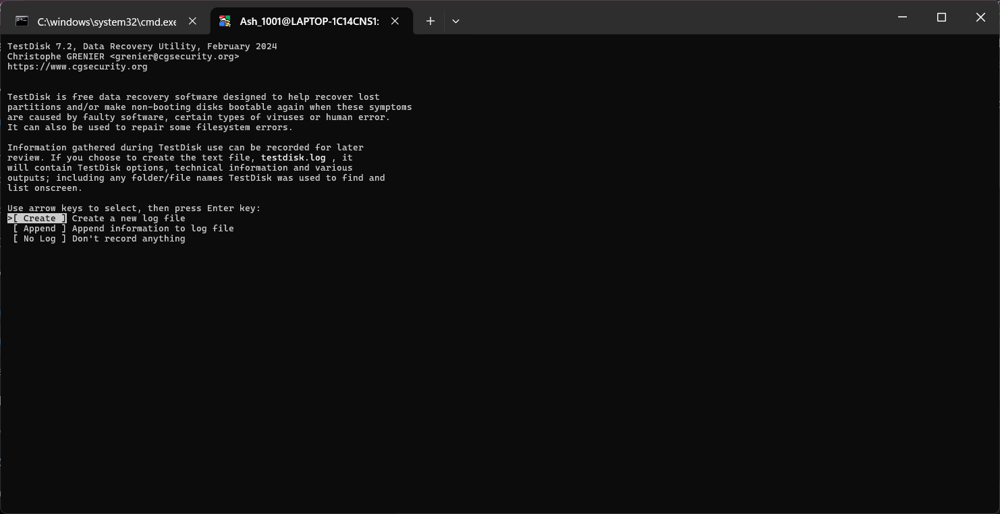 C:\windows\system32\cmd.exe
Ash_1001@LAPTOP-1C14CNS1:
TestDisk 7.2, Data Recovery Utility, February 2024
Christophe GRENIER <grenier@cgsecurity.org>
https://www.cgsecurity.org
TestDisk is free data recovery software designed to help recover lost
partitions and/or make non-booting disks bootable again when these symptoms
are caused by faulty software, certain types of viruses or human error.
It can also be used to repair some filesystem errors.
Information gathered during TestDisk use can be recorded for later
review. If you choose to create the text file, testdisk.log , it
will contain TestDisk options, technical information and various
outputs; including any folder/file names TestDisk was used to find and
list onscreen.
Use arrow keys to select, then press Enter key:
>[ Create ] Create a new log file
[ Append ] Append information to log file
[ No Log ] Don't record anything